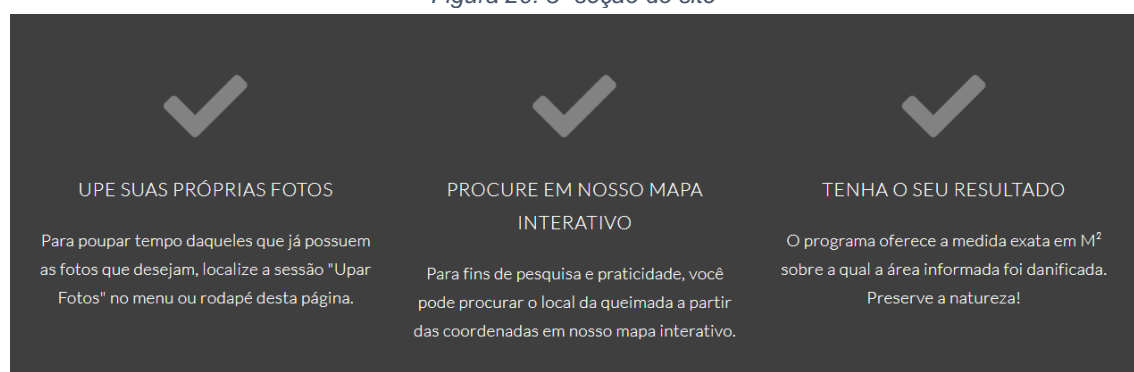 UPE SUAS PRÓPRIAS FOTOS
Para poupar tempo daqueles que já possuem
as fotos que desejam, localize a sessão "Upar
Fotos" no menu ou rodapé desta página.
PROCURE EM NOSSO MAPA
INTERATIVO
Para fins de pesquisa e praticidade, você
pode procurar o local da queimada a partir
das coordenadas em nosso mapa interativo.
TENHA O SEU RESULTADO
O programa oferece a medida exata em M²
sobre a qual a área informada foi danificada.
Preserve a natureza!